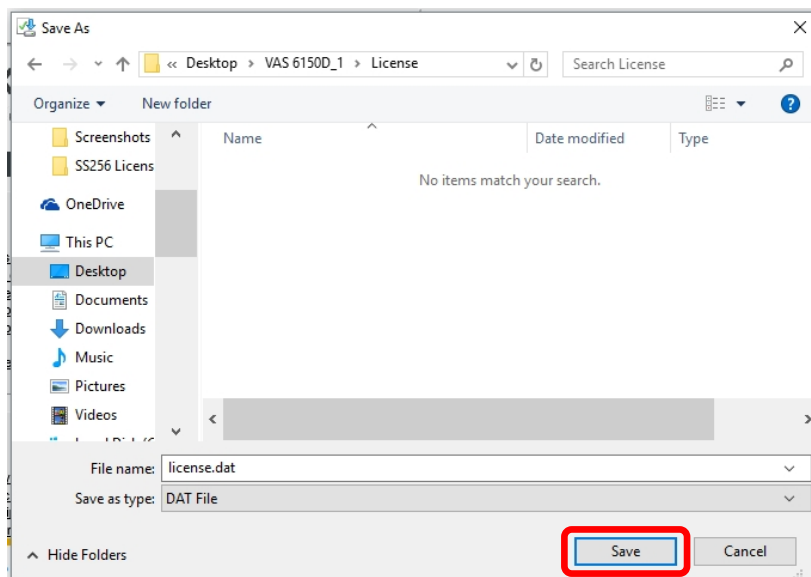 Save As
« Desktop > VAS 6150D_1 > License
Search License
Organize
New folder
Screenshots
SS256 Licens
OneDrive
This PC
Desktop
Documents
Downloads
Music
Pictures
Videos
Name
Date modified
Type
No items match your search.
File name: license.dat
Save as type: DAT File
Hide Folders
Save
Cancel